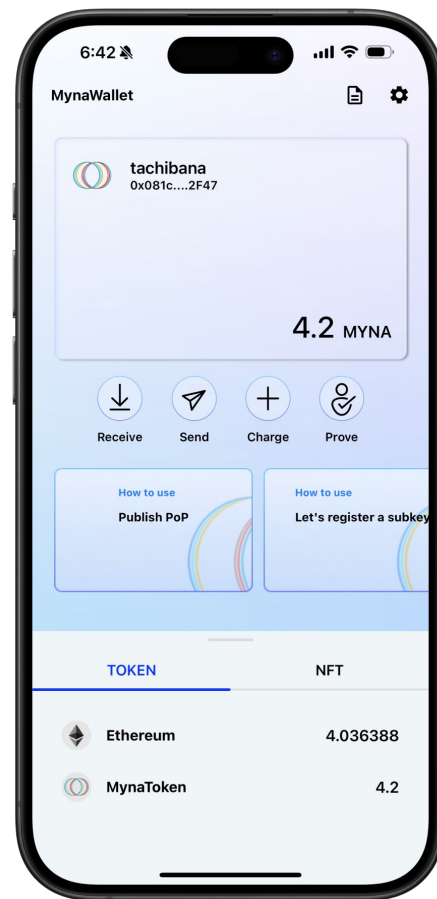 6:42
MynaWallet
tachibana
0x081c....2F47
4.2 MYNA
Receive Send Charge Prove
How to use
Publish PoP
How to use
Let's register a subkey
TOKEN NFT
Ethereum 4.036388
MynaToken 4.2